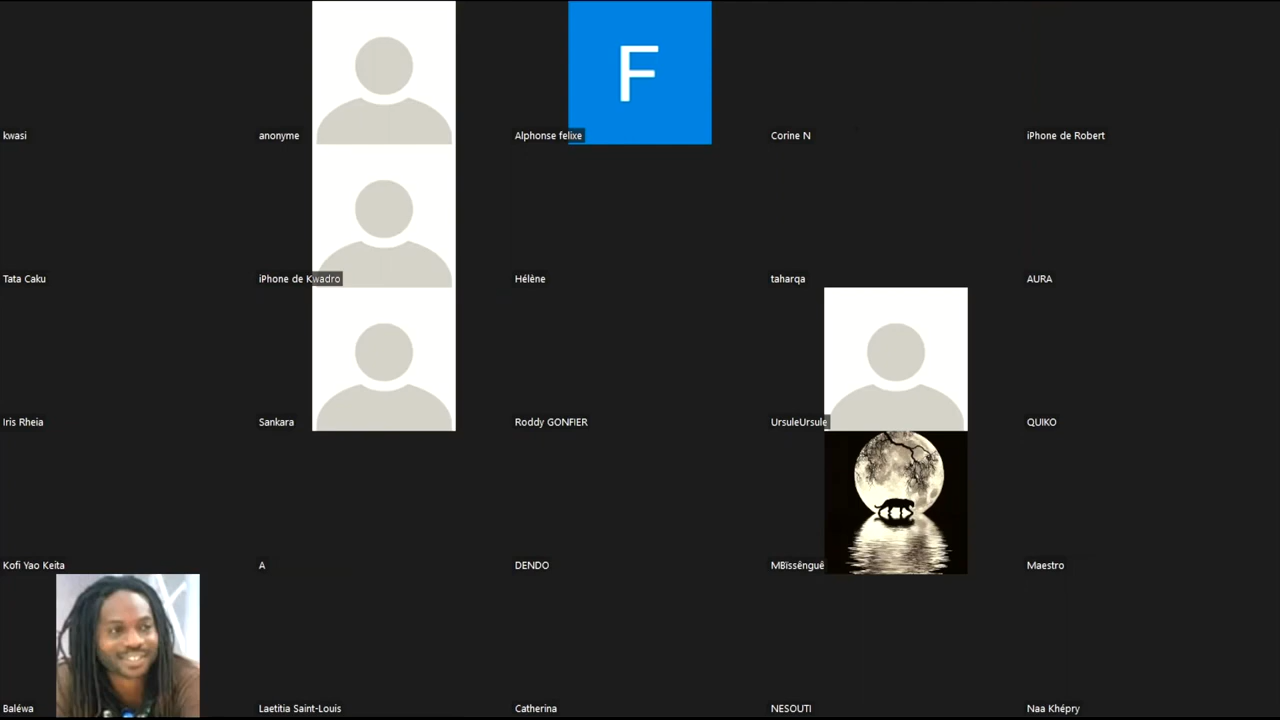 F
kwasi
anonyme
Alphonse felixe
Corine N
iPhone de Robert
Tata Caku
iPhone de Kwadro
Hélène
taharqa
AURA
Iris Rheia
Sankara
Roddy GONFIER
UrsuleUrsule
QUIKO
Kofi Yao Keita
A
DENDO
MBïssênguê
Maestro
Baléwa
Laetitia Saint-Louis
Catherina
NESOUTI
Naa Khépry